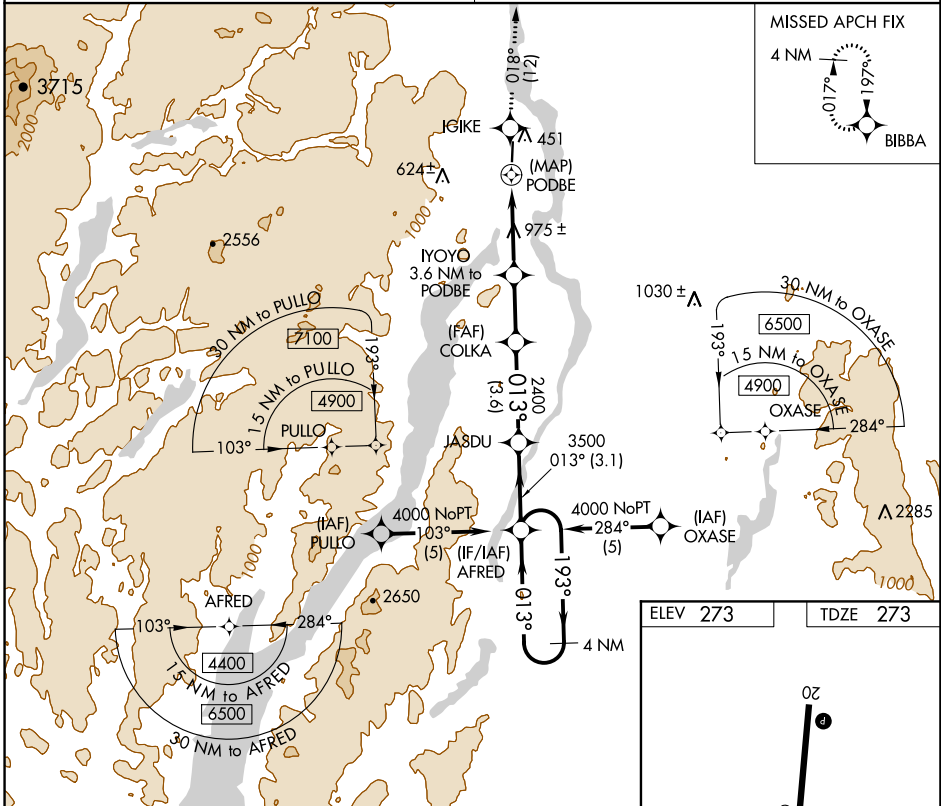 MISSED APCH FIX
4 NM
017°
197°
BIBBA
3715
2000
018°
(12)
IGIKE
451
624±
(MAP)
PODBE
1000
2556
975 ±
IYOYO
3.6 NM to
PODBE
1030 ±
30 NM to PULLO
7100
193°
15 NM to PULLO
4900
PULLO
103°
(FAF)
COLKA
2400
013°
(3.6)
JASDU
3500
013° (3.1)
30 NM to OXASE
6500
193°
15 NM to OXASE
4900
OXASE
284°
(IAF)
PULLO
4000 NoPT
103°
(5)
(IF/IAF)
AFRED
4000 NoPT
284°
(5)
(IAF)
OXASE
2285
1000
1000
193°
013°
4 NM
2650
AFRED
103°
284°
4400
15 NM to AFRED
6500
30 NM to AFRED
ELEV 273
TDZE 273
20
P